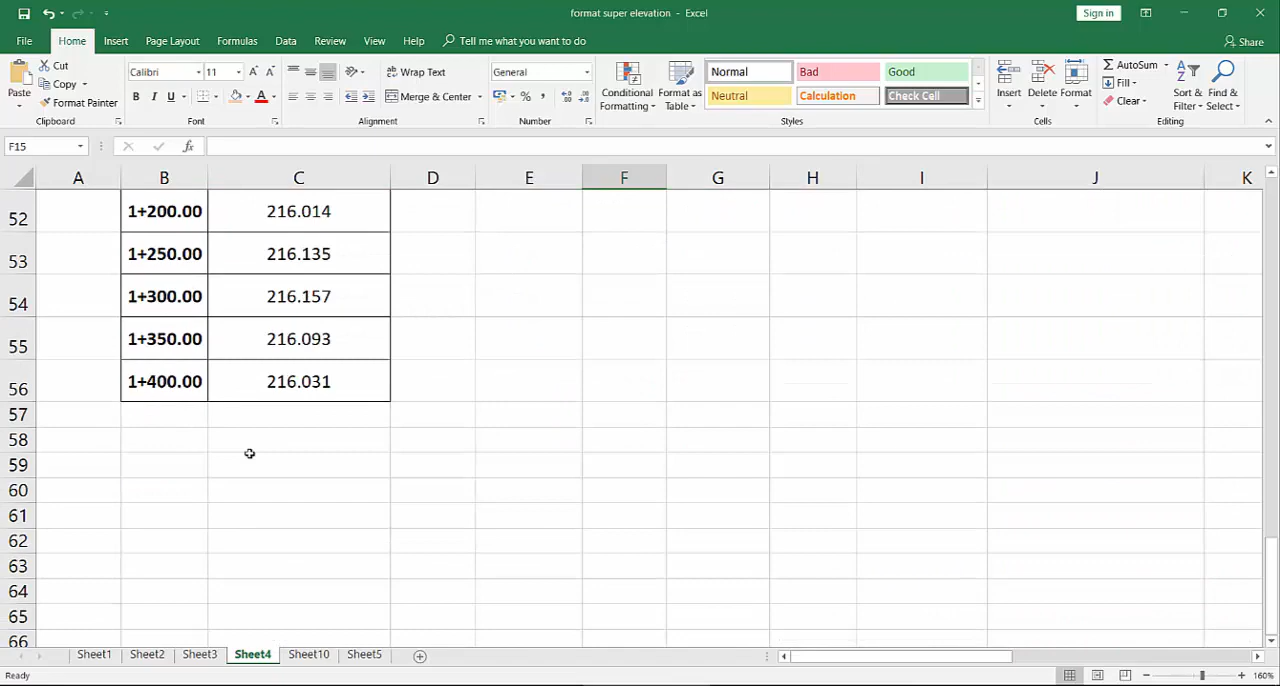 format super elevation - Excel
Sign in
File Home Insert Page Layout Formulas Data Review View Help Tell me what you want to do
Share
Paste
Cut
Copy
Format Painter
Clipboard
Calibri 11
B I U
Font
Wrap Text
Merge & Center
Alignment
General
%
Number
Conditional Formatting
Format as Table
Normal Bad Good
Neutral Calculation Check Cell
Styles
Insert Delete Format
Cells
AutoSum
Fill
Clear
Sort & Filter
Find & Select
Editing
F15
fx
A B C D E F G H I J K
52 1+200.00 216.014
53 1+250.00 216.135
54 1+300.00 216.157
55 1+350.00 216.093
56 1+400.00 216.031
57
58
59
60
61
62
63
64
65
66
Sheet1 Sheet2 Sheet3 Sheet4 Sheet10 Sheet5
Ready
160%